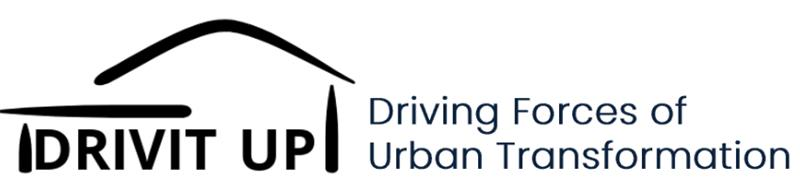 DRIVIT UP
Driving Forces of
Urban Transformation